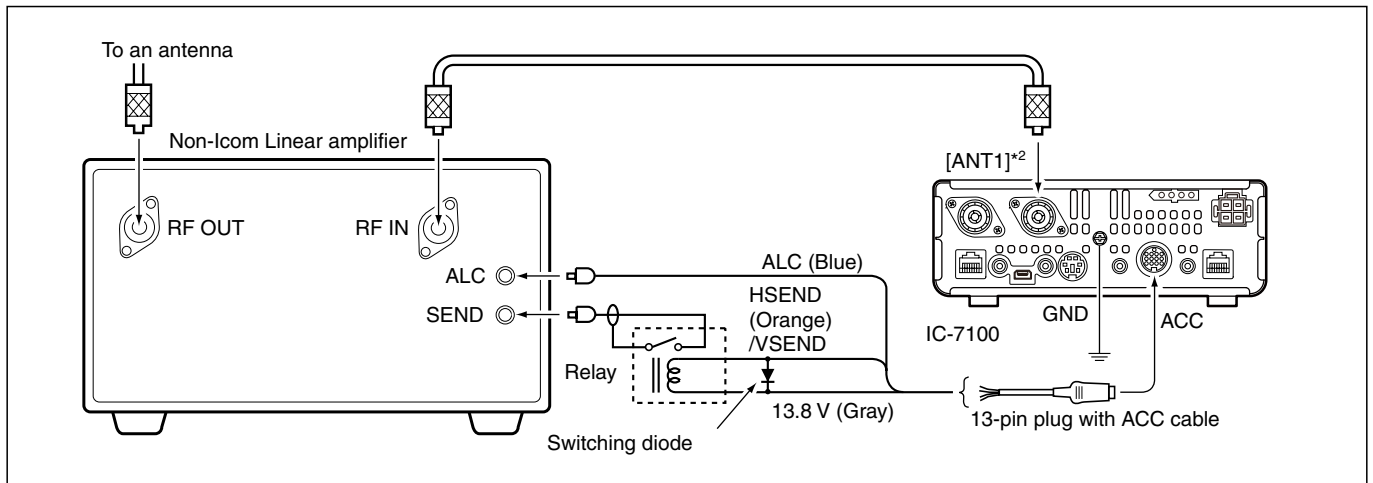 To an antenna
Non-Icom Linear amplifier
[ANT1]*2
RF OUT
RF IN
ALC
ALC (Blue)
SEND
HSEND
(Orange)
/VSEND
GND
ACC
IC-7100
Relay
13.8 V (Gray)
13-pin plug with ACC cable
Switching diode